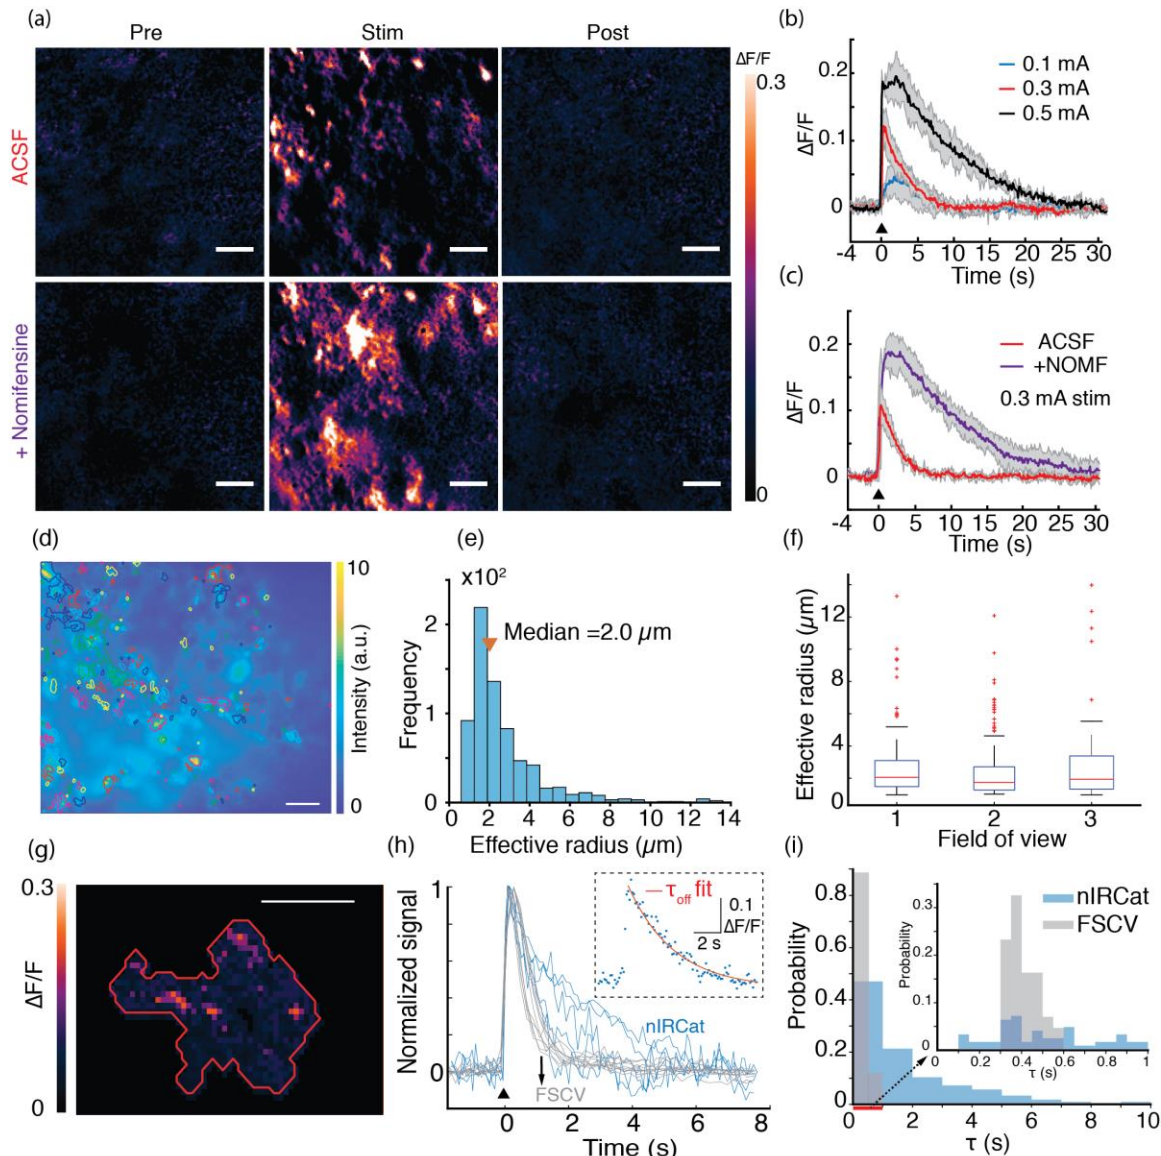 (a)
Pre
Stim
Post
ACSF
+ Nomifensine
ΔF/F
0.3
0
(b)
ΔF/F
0.2
0.1
0
0.1 mA
0.3 mA
0.5 mA
-4 0 5 10 15 20 25 30
Time (s)
(c)
ΔF/F
0.2
0.1
0
ACSF
+NOMF
0.3 mA stim
-4 0 5 10 15 20 25 30
Time (s)
(d)
10
Intensity (a.u.)
0
(e)
x10²
Frequency
2
1
0
Median =2.0 µm
0 2 4 6 8 10 12 14
Effective radius (µm)
(f)
Effective radius (µm)
12
8
4
0
1 2 3
Field of view
(g)
0.3
ΔF/F
0
(h)
Normalized signal
1
0
τoff fit
0.1
ΔF/F
2 s
nIRCat
FSCV
0 2 4 6 8
Time (s)
(i)
Probability
0.8
0.6
0.4
0.2
0
nIRCat
FSCV
Probability
0.3
0.2
0.1
0
0.2 0.4 0.6 0.8 1
τ (s)
0 2 4 6 8 10
τ (s)